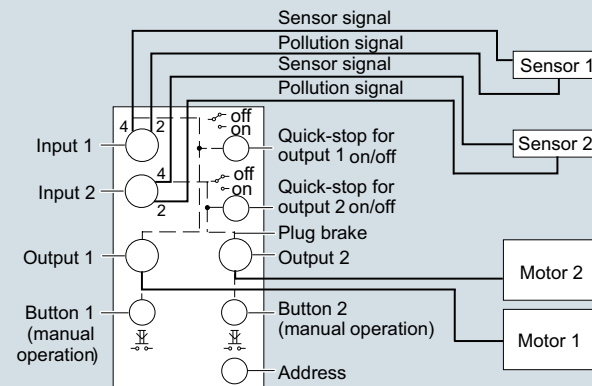 Sensor signal
Pollution signal
Sensor signal
Pollution signal
Sensor 1
Sensor 2
4 2
off
on
Input 1
Quick-stop for
output 1 on/off
4
off
on
Input 2
2
Quick-stop for
output 2 on/off
Plug brake
Output 1
Output 2
Motor 2
Button 1
(manual
operation)
Button 2
(manual operation)
Motor 1
Address